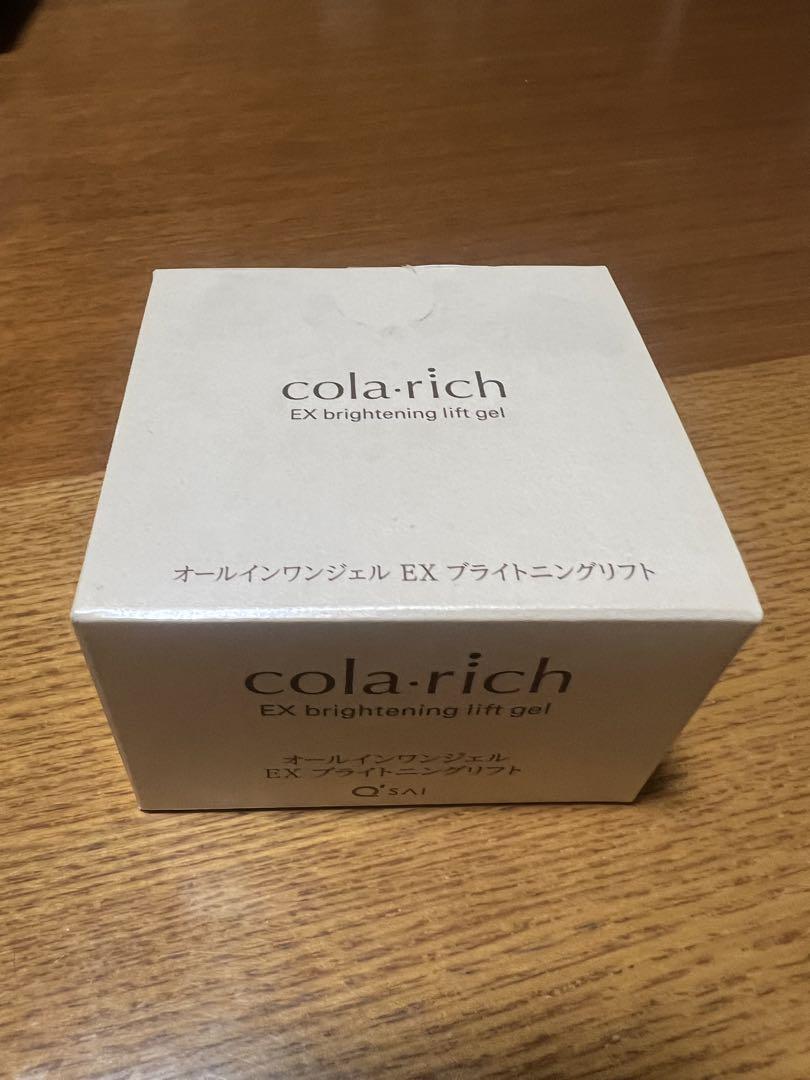 cola·rich
EX brightening lift gel
オールインワンジェル EX ブライトニングリフト
cola·rich
EX brightening lift gel
オールインワンジェル
EX ブライトニングリフト
Q'SAI